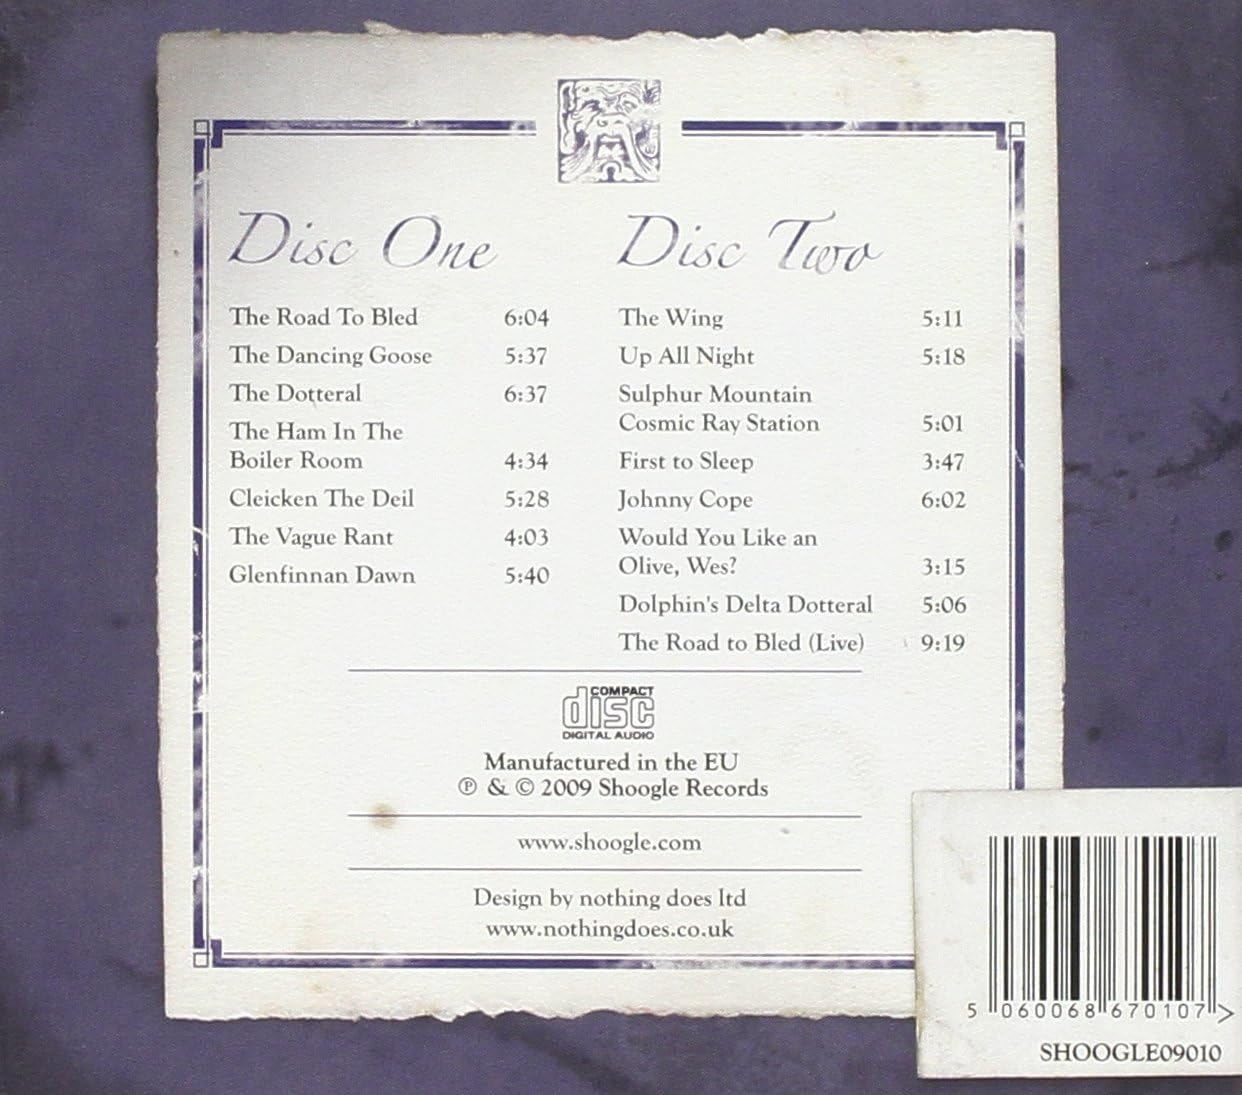 Disc One
The Road To Bled 6:04
The Dancing Goose 5:37
The Dotteral 6:37
The Ham In The
Boiler Room 4:34
Cleicken The Deil 5:28
The Vague Rant 4:03
Glenfinnan Dawn 5:40
Disc Two
The Wing 5:11
Up All Night 5:18
Sulphur Mountain
Cosmic Ray Station 5:01
First to Sleep 3:47
Johnny Cope 6:02
Would You Like an
Olive, Wes? 3:15
Dolphin's Delta Dotteral 5:06
The Road to Bled (Live) 9:19
COMPACT
disc
DIGITAL AUDIO
Manufactured in the EU
℗ & © 2009 Shoogle Records
www.shoogle.com
Design by nothing does ltd
www.nothingdoes.co.uk
5 060068 670107 >
SHOOGLE09010